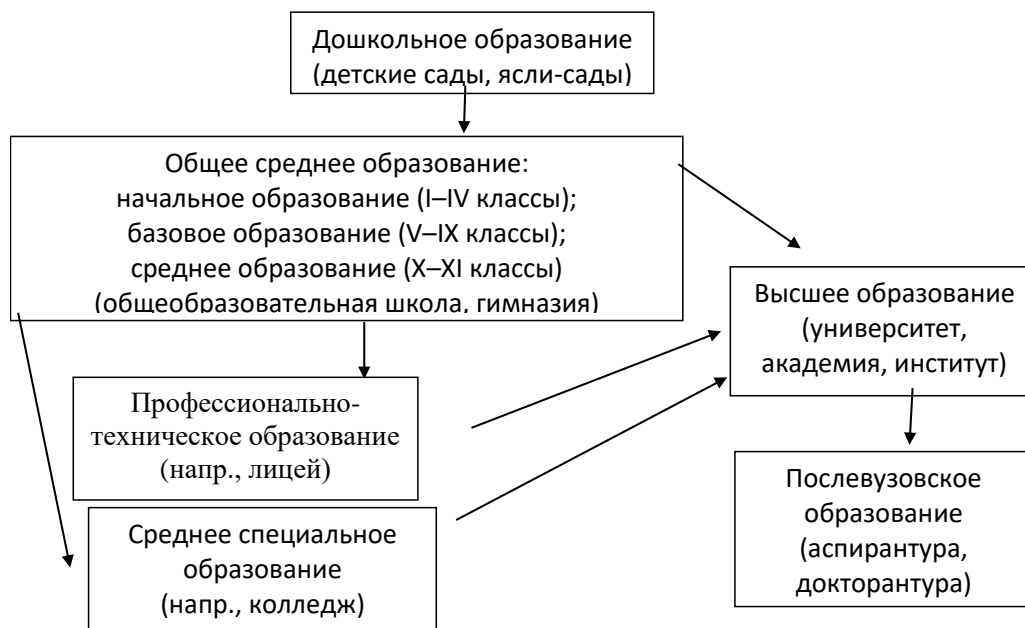 Дошкольное образование
(детские сады, ясли-сады)
Общее среднее образование:
начальное образование (I–IV классы);
базовое образование (V–IX классы);
среднее образование (X–XI классы)
(общеобразовательная школа, гимназия)
Высшее образование
(университет,
академия, институт)
Профессионально-
техническое образование
(напр., лицей)
Послевузовское
образование
(аспирантура,
докторантура)
Среднее специальное
образование
(напр., колледж)